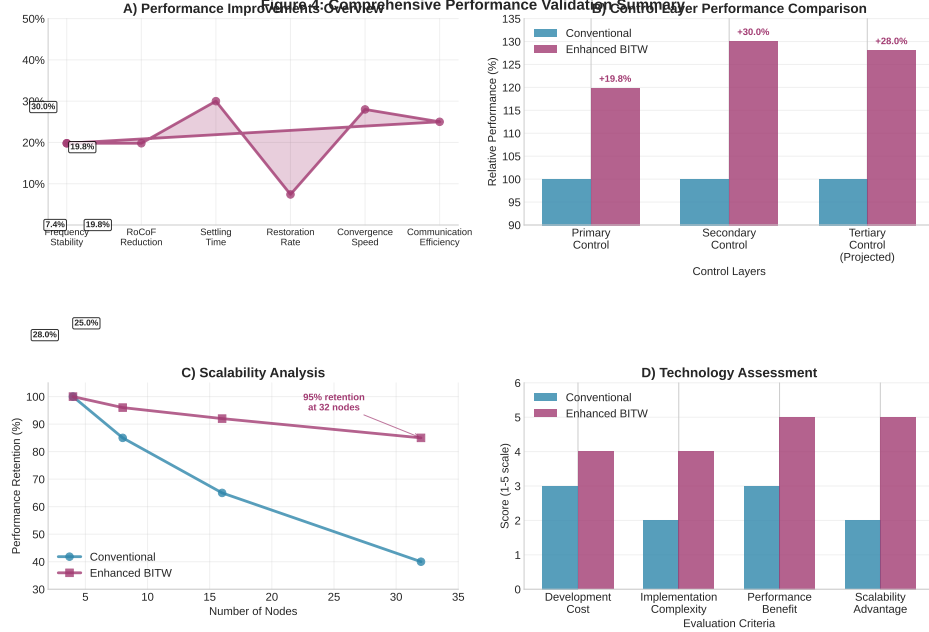 Figure 4: Comprehensive Performance Validation Summary
A) Performance Improvements Overview
50%
40%
30%
20%
10%
30.0%
19.8%
7.4%
19.8%
28.0%
25.0%
Frequency
Stability
RoCoF
Reduction
Settling
Time
Restoration
Rate
Convergence
Speed
Communication
Efficiency
B) Control Layer Performance Comparison
Relative Performance (%)
135
130
125
120
115
110
105
100
95
90
Conventional
Enhanced BITW
+19.8%
+30.0%
+28.0%
Primary
Control
Secondary
Control
Tertiary
Control
(Projected)
Control Layers
C) Scalability Analysis
Performance Retention (%)
100
90
80
70
60
50
40
30
95% retention
at 32 nodes
Conventional
Enhanced BITW
5
10
15
20
25
30
35
Number of Nodes
D) Technology Assessment
Score (1-5 scale)
6
5
4
3
2
1
0
Conventional
Enhanced BITW
Development
Cost
Implementation
Complexity
Performance
Benefit
Scalability
Advantage
Evaluation Criteria